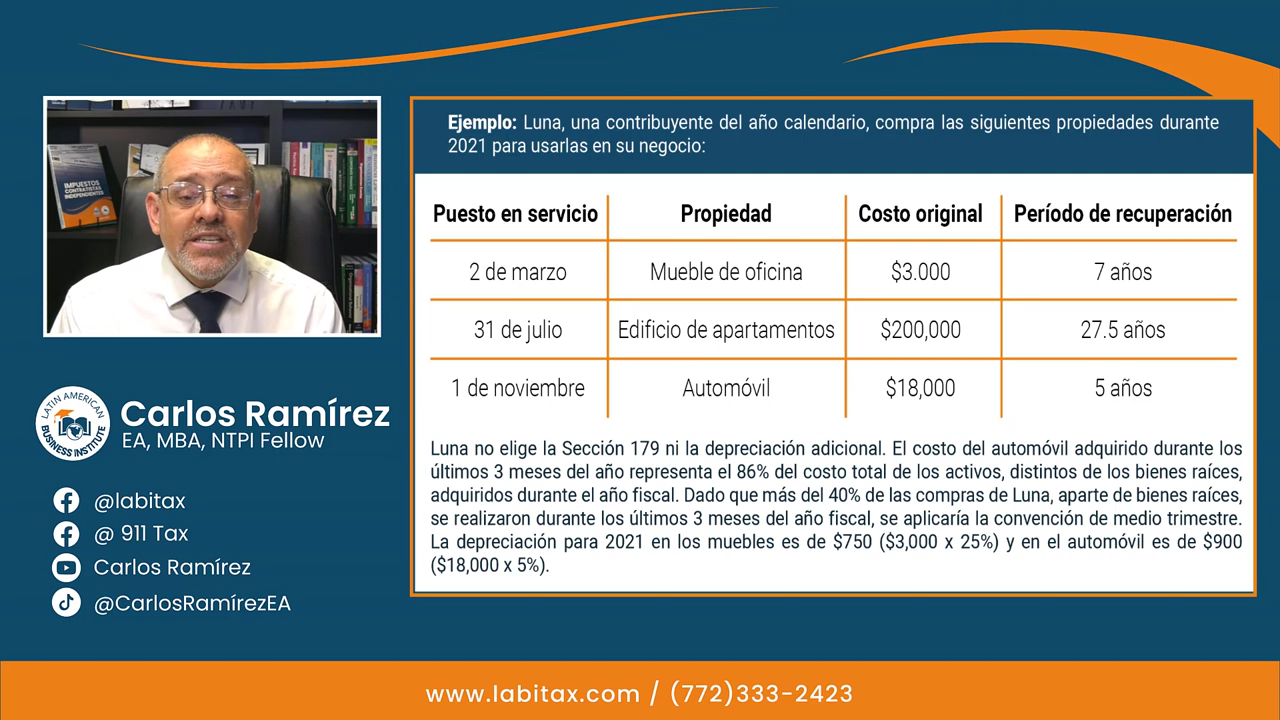 Ejemplo: Luna, una contribuyente del año calendario, compra las siguientes propiedades durante
2021 para usarlas en su negocio:
Puesto en servicio Propiedad Costo original Período de recuperación
2 de marzo Mueble de oficina $3.000 7 años
31 de julio Edificio de apartamentos $200,000 27.5 años
1 de noviembre Automóvil $18,000 5 años
Luna no elige la Sección 179 ni la depreciación adicional. El costo del automóvil adquirido durante los
últimos 3 meses del año representa el 86% del costo total de los activos, distintos de los bienes raíces,
adquiridos durante el año fiscal. Dado que más del 40% de las compras de Luna, aparte de bienes raíces,
se realizaron durante los últimos 3 meses del año fiscal, se aplicaría la convención de medio trimestre.
La depreciación para 2021 en los muebles es de $750 ($3,000 x 25%) y en el automóvil es de $900
($18,000 x 5%).
IMPUESTOS
CONTRATISTAS
INDEPENDIENTES
LATIN AMERICAN
BUSINESS INSTITUTE
Carlos Ramírez
EA, MBA, NTPI Fellow
@labitax
@ 911 Tax
Carlos Ramírez
@CarlosRamírezEA
www.labitax.com / (772)333-2423